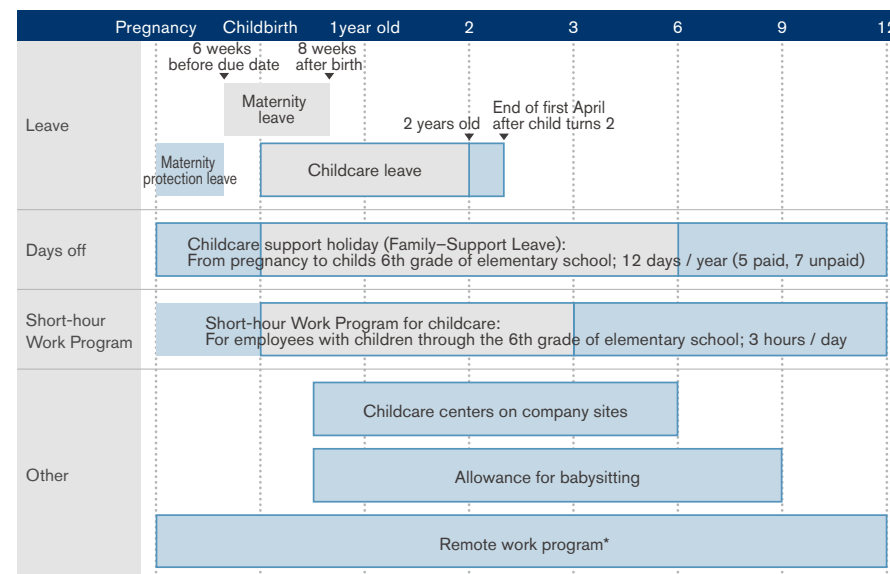 Pregnancy Childbirth 1year old 2 3 6 9 12
6 weeks
before due date
8 weeks
after birth
Leave
Maternity
leave
2 years old
End of first April
after child turns 2
Maternity
protection leave
Childcare leave
Days off
Childcare support holiday (Family–Support Leave):
From pregnancy to childs 6th grade of elementary school; 12 days / year (5 paid, 7 unpaid)
Short-hour
Work Program
Short-hour Work Program for childcare:
For employees with children through the 6th grade of elementary school; 3 hours / day
Other
Childcare centers on company sites
Allowance for babysitting
Remote work program*